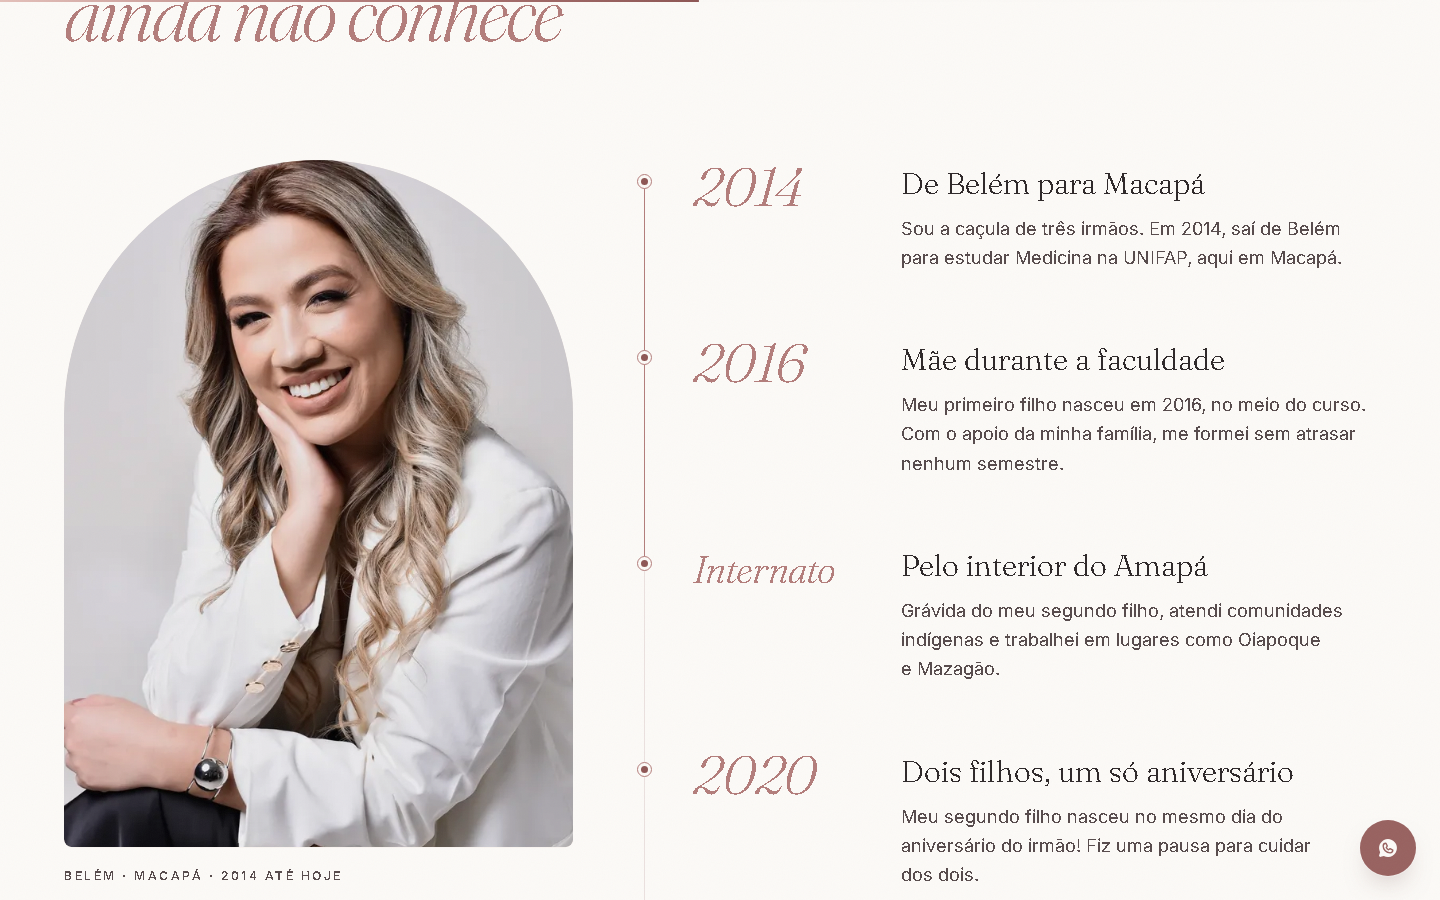 ainda não conhece
2014
De Belém para Macapá
Sou a caçula de três irmãos. Em 2014, saí de Belém
para estudar Medicina na UNIFAP, aqui em Macapá.
2016
Mãe durante a faculdade
Meu primeiro filho nasceu em 2016, no meio do curso.
Com o apoio da minha família, me formei sem atrasar
nenhum semestre.
Internato
Pelo interior do Amapá
Grávida do meu segundo filho, atendi comunidades
indígenas e trabalhei em lugares como Oiapoque
e Mazagão.
2020
Dois filhos, um só aniversário
Meu segundo filho nasceu no mesmo dia do
aniversário do irmão! Fiz uma pausa para cuidar
dos dois.
BELÉM · MACAPÁ · 2014 ATÉ HOJE